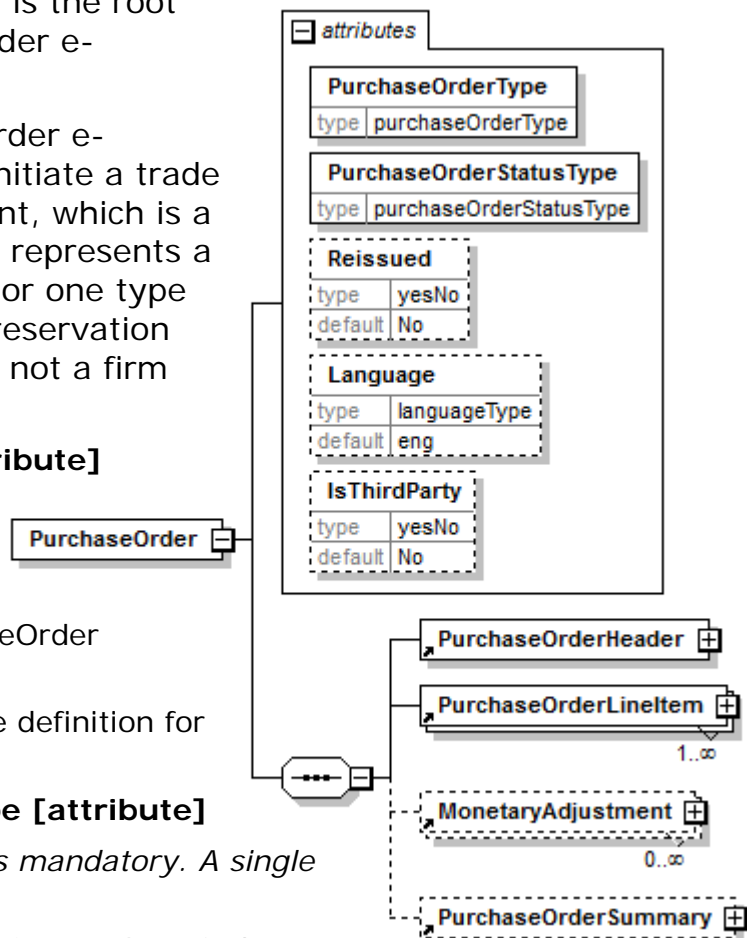 is the root
der e-
rder e-
nitiate a trade
nt, which is a
represents a
or one type
reservation
not a firm
ribute]
eOrder
e definition for
pe [attribute]
s mandatory. A single
attributes
PurchaseOrderType
type purchaseOrderType
PurchaseOrderStatusType
type purchaseOrderStatusType
Reissued
type yesNo
default No
Language
type languageType
default eng
IsThirdParty
type yesNo
default No
PurchaseOrder
PurchaseOrderHeader
PurchaseOrderLineItem
1..∞
MonetaryAdjustment
0..∞
PurchaseOrderSummary